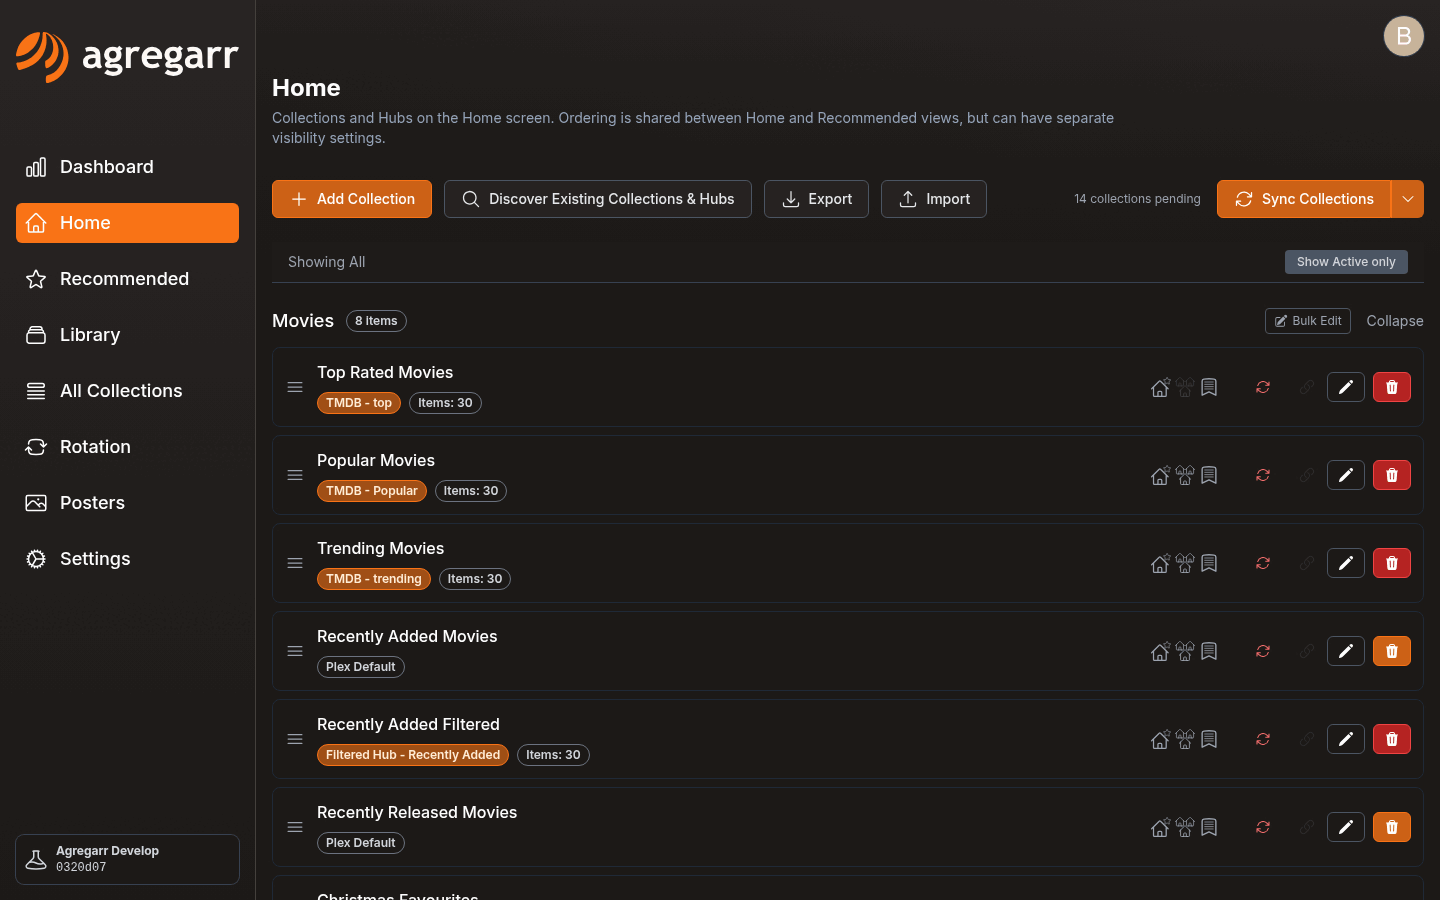 agregarr
B
Dashboard
Home
Recommended
Library
All Collections
Rotation
Posters
Settings
Agregarr Develop
0320d07
Home
Collections and Hubs on the Home screen. Ordering is shared between Home and Recommended views, but can have separate
visibility settings.
Add Collection
Discover Existing Collections & Hubs
Export
Import
14 collections pending
Sync Collections
Showing All
Show Active only
Movies
8 items
Bulk Edit
Collapse
Top Rated Movies
TMDB - top
Items: 30
Popular Movies
TMDB - Popular
Items: 30
Trending Movies
TMDB - trending
Items: 30
Recently Added Movies
Plex Default
Recently Added Filtered
Filtered Hub - Recently Added
Items: 30
Recently Released Movies
Plex Default
Christmas Favourites